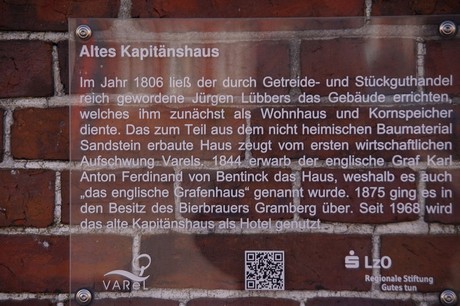 Altes Kapitänshaus
Im Jahr 1806 ließ der durch Getreide- und Stückguthandel
reich gewordene Jürgen Lübbers das Gebäude errichten,
welches ihm zunächst als Wohnhaus und Kornspeicher
diente. Das zum Teil aus dem nicht heimischen Baumaterial
Sandstein erbaute Haus zeugt vom ersten wirtschaftlichen
Aufschwung Varels. 1844 erwarb der englische Graf Karl
Anton Ferdinand von Bentinck das Haus, weshalb es auch
„das englische Grafenhaus“ genannt wurde. 1875 ging es in
den Besitz des Bierbrauers Gramberg über. Seit 1968 wird
das alte Kapitänshaus als Hotel genutzt.
VAREL
LzO
Regionale Stiftung
Gutes tun